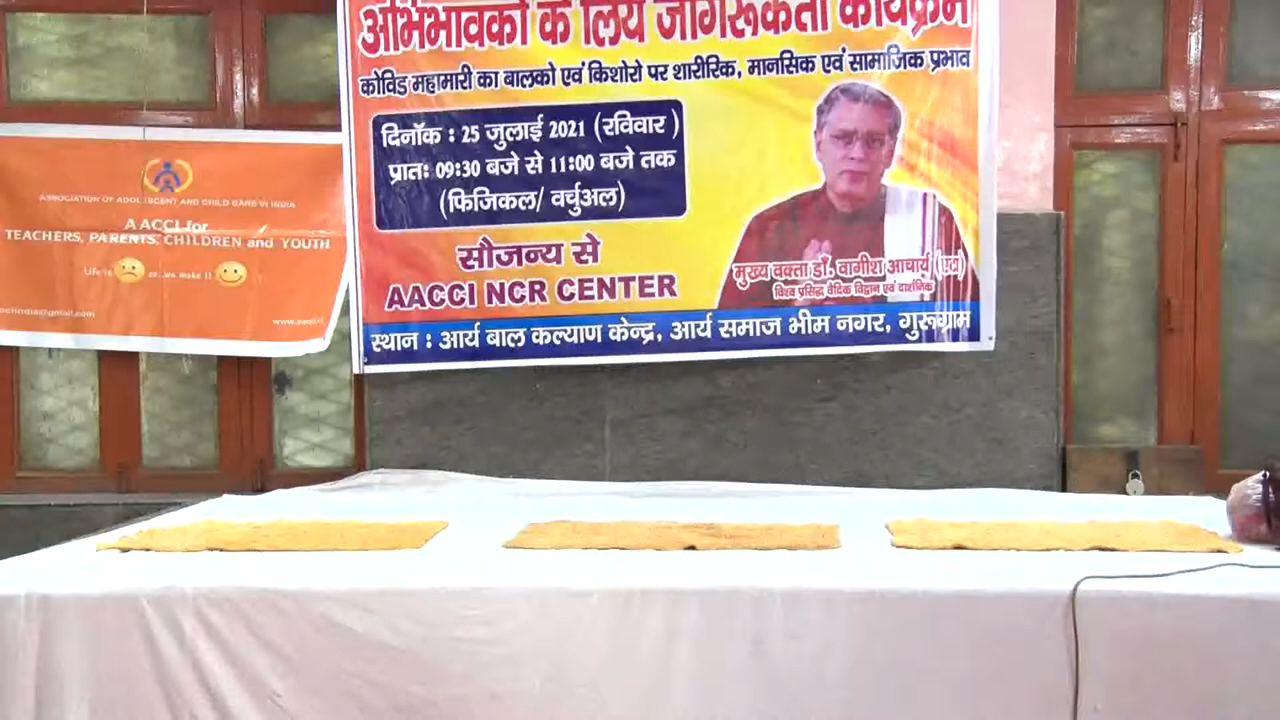 अभिभावकों के लिये जागरूकता कार्यक्रम
कोविड महामारी का बालको एवं किशोरो पर शारीरिक, मानसिक एवं सामाजिक प्रभाव
दिनाँक : 25 जुलाई 2021 (रविवार )
प्रातः 09:30 बजे से 11:00 बजे तक
(फिजिकल/ वर्चुअल)
सौजन्य से
AACCI NCR CENTER
मुख्य वक्ता डॉ. वागीश आचार्य (एटा)
विश्व प्रसिद्ध वैदिक विद्वान एवं दार्शनिक
स्थान : आर्य बाल कल्याण केन्द्र, आर्य समाज भीम नगर, गुरूग्राम
ASSOCIATION OF ADOLESCENT AND CHILD CARE IN INDIA
AACCI for
TEACHERS, PARENTS, CHILDREN and YOUTH
Life is or..we make it